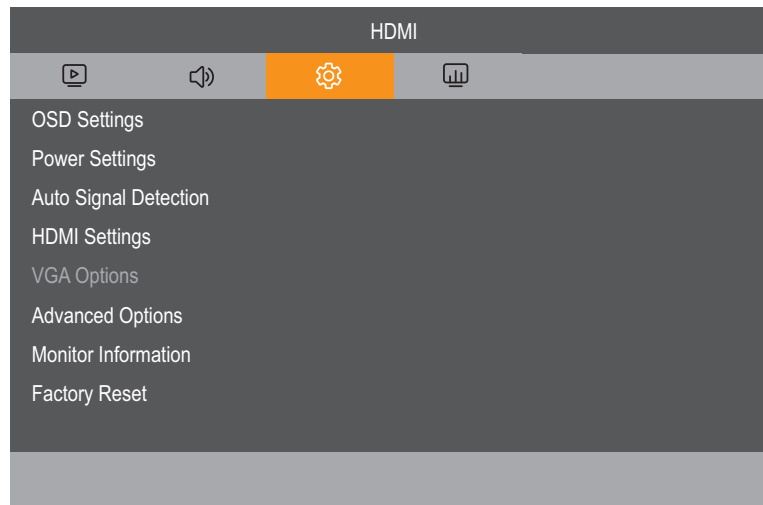 HDMI
OSD Settings
Power Settings
Auto Signal Detection
HDMI Settings
VGA Options
Advanced Options
Monitor Information
Factory Reset